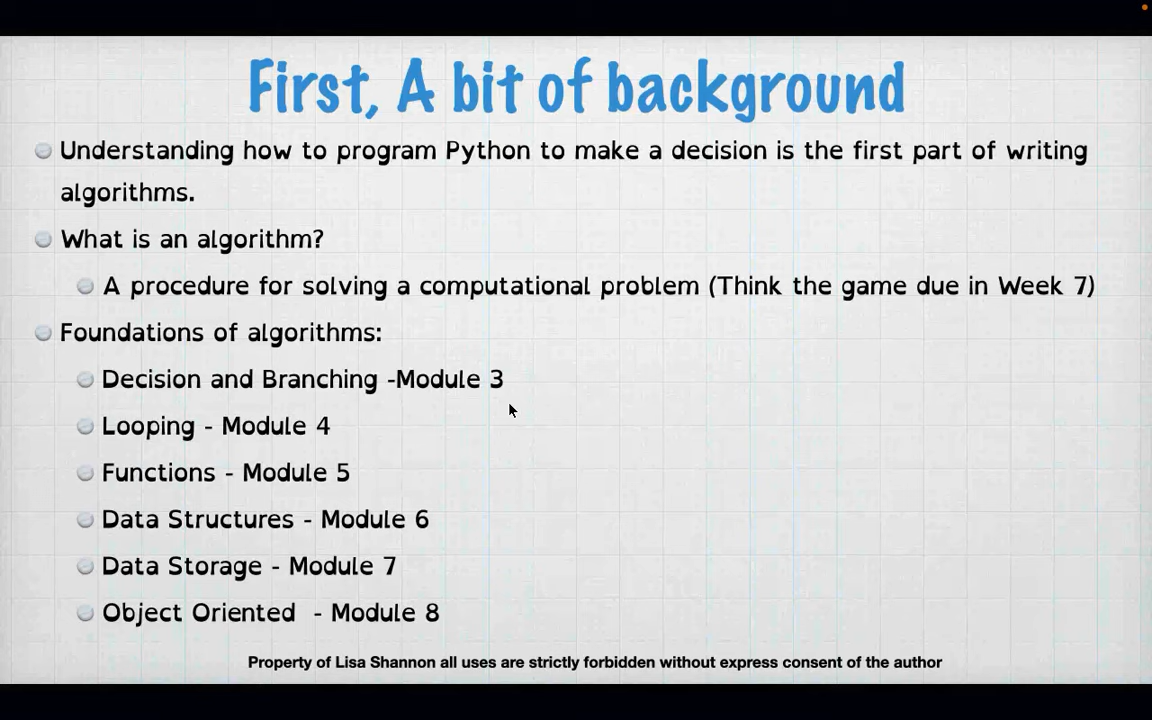 First, A bit of background
Understanding how to program Python to make a decision is the first part of writing
algorithms.
What is an algorithm?
A procedure for solving a computational problem (Think the game due in Week 7)
Foundations of algorithms:
Decision and Branching -Module 3
Looping - Module 4
Functions - Module 5
Data Structures - Module 6
Data Storage - Module 7
Object Oriented  - Module 8
Property of Lisa Shannon all uses are strictly forbidden without express consent of the author